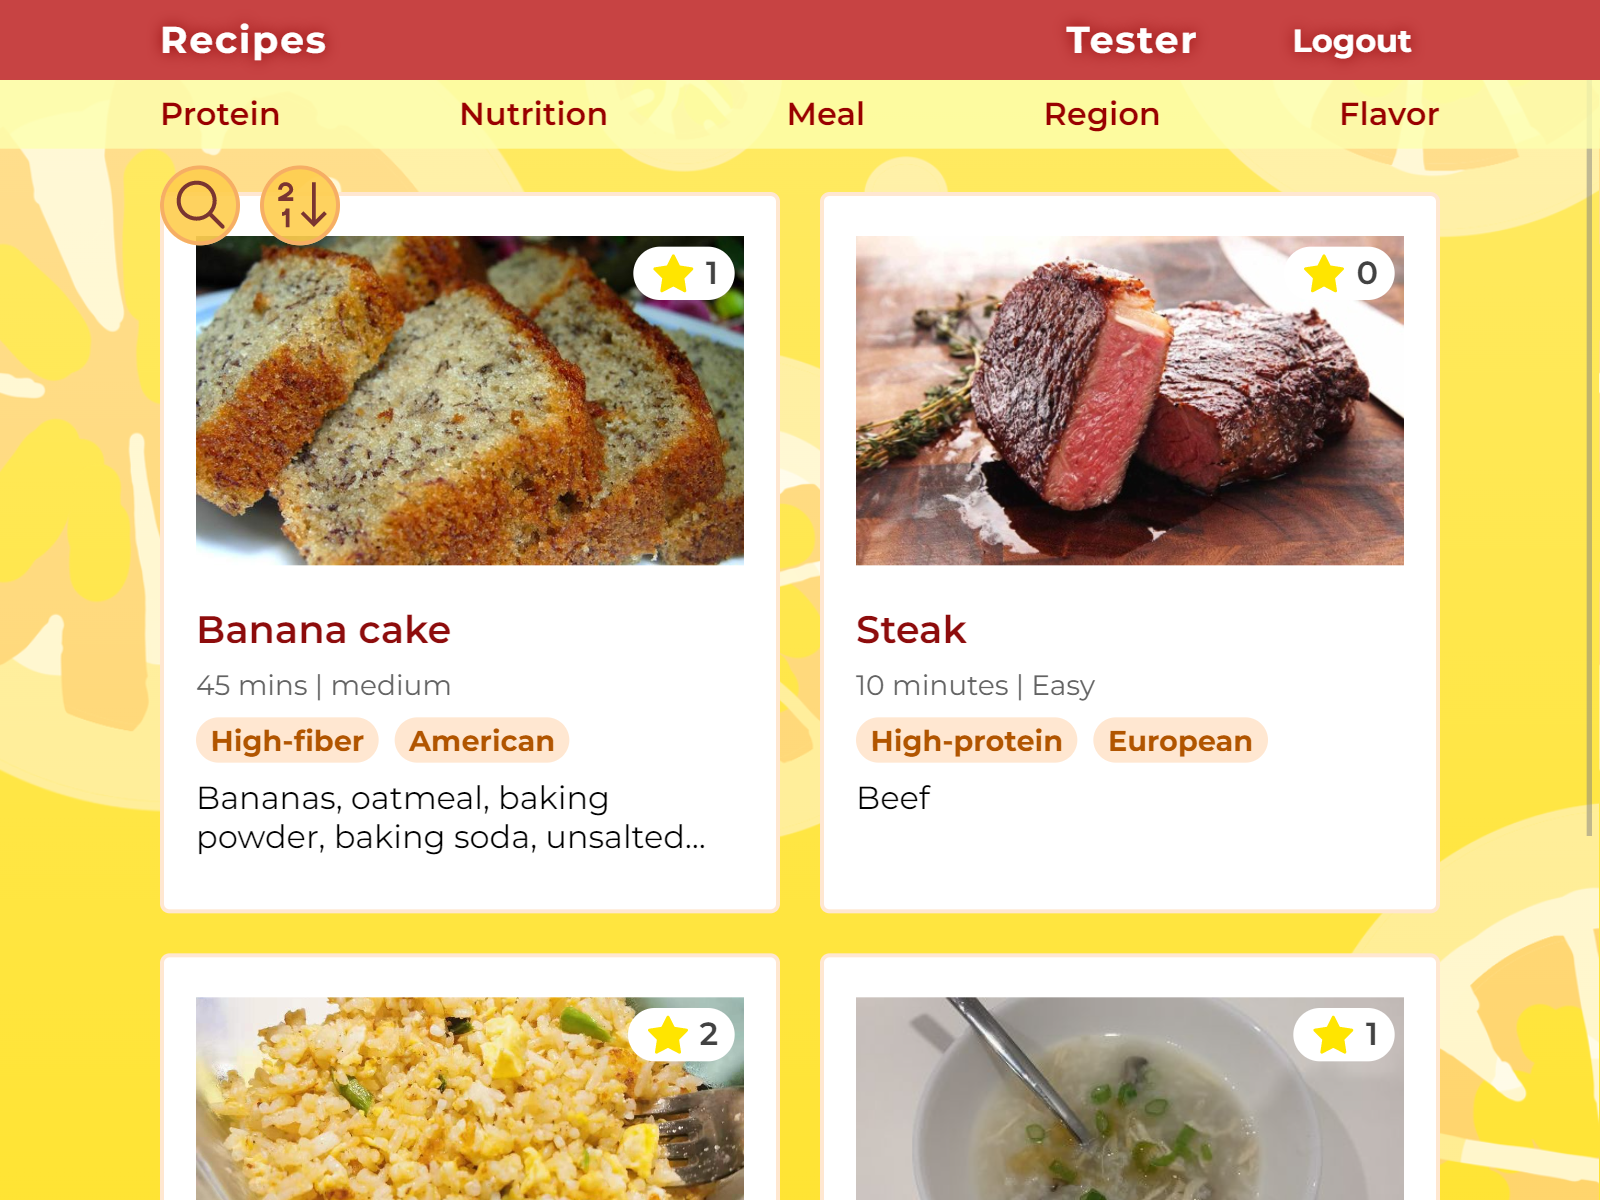 Recipes
Tester
Logout
Protein
Nutrition
Meal
Region
Flavor
2
1
1
0
Banana cake
45 mins | medium
High-fiber
American
Bananas, oatmeal, baking
powder, baking soda, unsalted...
Steak
10 minutes | Easy
High-protein
European
Beef
2
1